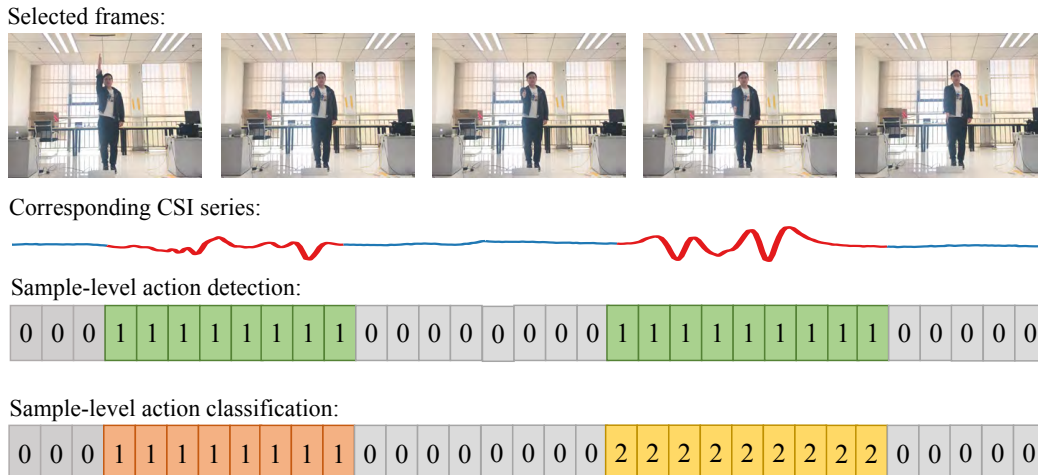 Selected frames:
Corresponding CSI series:
Sample-level action detection:
0 0 0 1 1 1 1 1 1 1 1 0 0 0 0 0 0 0 0 1 1 1 1 1 1 1 1 1 0 0 0 0 0
Sample-level action classification:
0 0 0 1 1 1 1 1 1 1 1 0 0 0 0 0 0 0 0 2 2 2 2 2 2 2 2 2 0 0 0 0 0